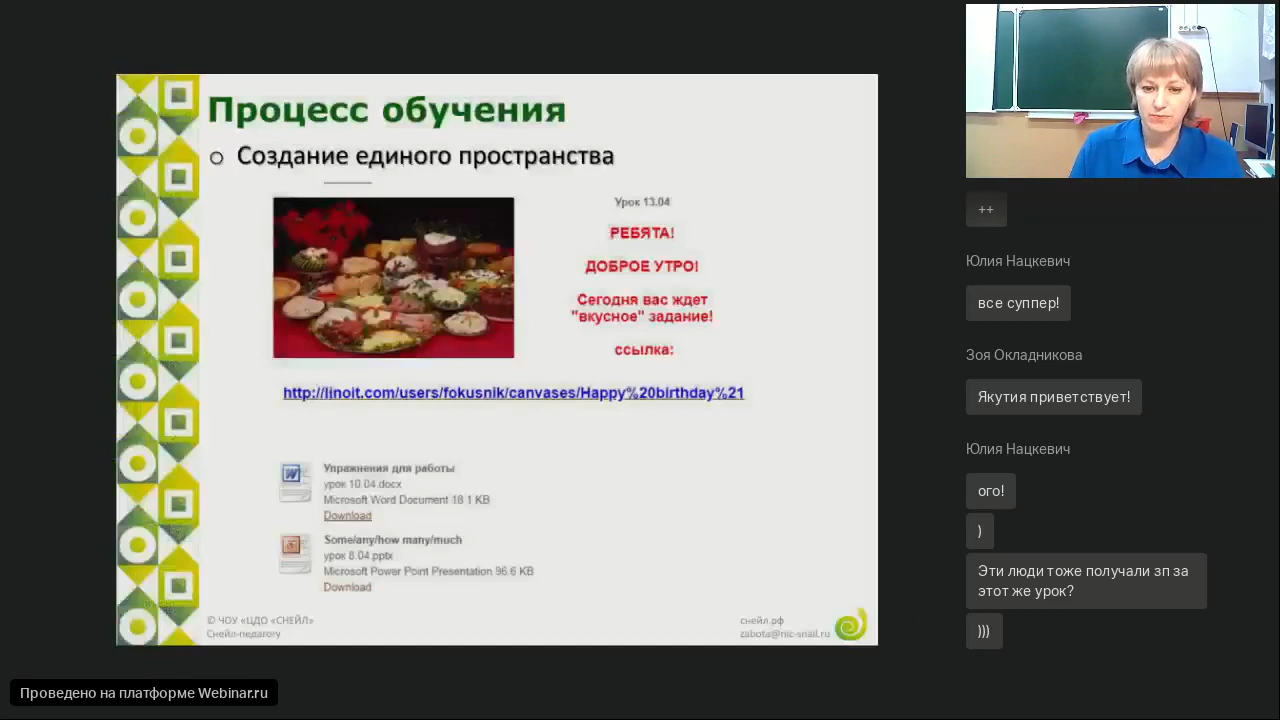 Процесс обучения
Создание единого пространства
Урок 13.04
РЕБЯТА!
ДОБРОЕ УТРО!
Сегодня вас ждет
"вкусное" задание!
ссылка:
http://linoit.com/users/fokusnik/canvases/Happy%20birthday%21
Упражнения для работы
урок 10.04.docx
Microsoft Word Document 18.1 KB
Download
Some/any/how many/much
урок 8.04.pptx
Microsoft Power Point Presentation 96.6 KB
Download
© ЧОУ «ЦДО «СНЕЙЛ»
Снейл-педагогу
снейл.рф
zabota@nic-snail.ru
++
Юлия Нацкевич
все суппер!
Зоя Окладникова
Якутия приветствует!
Юлия Нацкевич
ого!
)
Эти люди тоже получали зп за
этот же урок?
)))
Проведено на платформе Webinar.ru